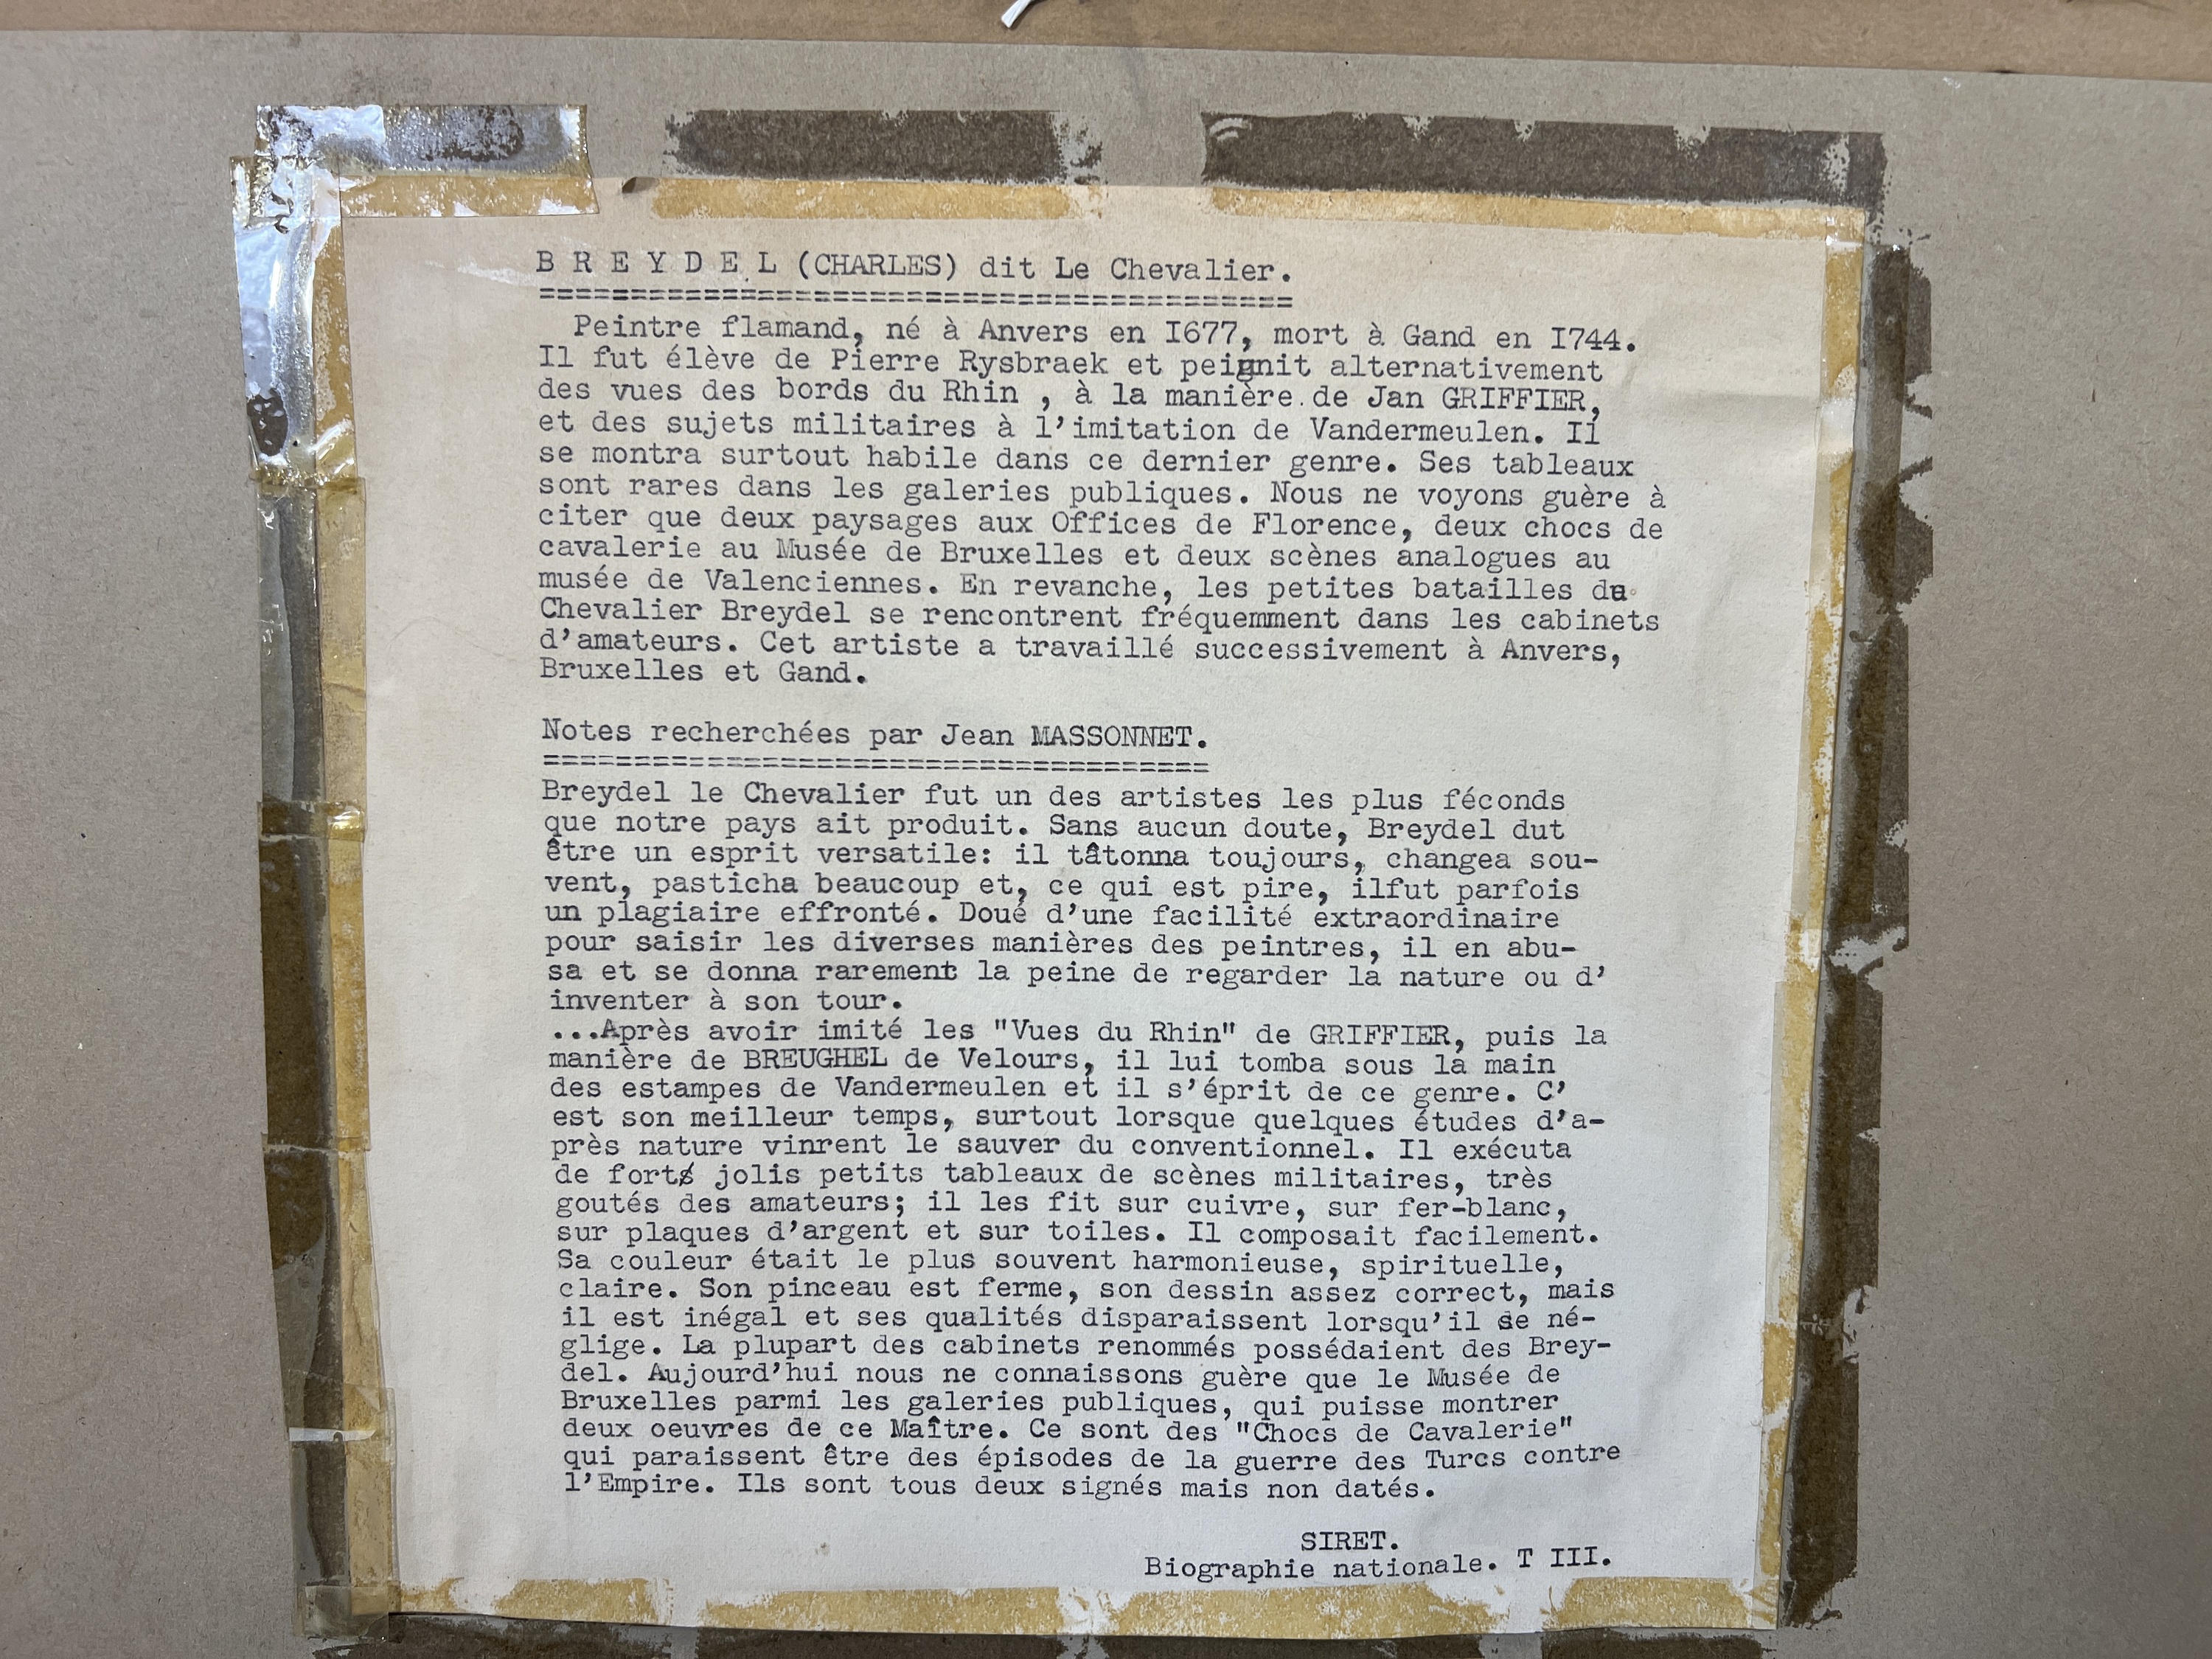 B R E Y D E L (CHARLES) dit Le Chevalier.
=========================================
Peintre flamand, né à Anvers en I677, mort à Gand en I744.
Il fut élève de Pierre Rysbraek et peignit alternativement
des vues des bords du Rhin , à la manière de Jan GRIFFIER,
et des sujets militaires à l'imitation de Vandermeulen. Il
se montra surtout habile dans ce dernier genre. Ses tableaux
sont rares dans les galeries publiques. Nous ne voyons guère à
citer que deux paysages aux Offices de Florence, deux chocs de
cavalerie au Musée de Bruxelles et deux scènes analogues au
musée de Valenciennes. En revanche, les petites batailles du
Chevalier Breydel se rencontrent fréquemment dans les cabinets
d'amateurs. Cet artiste a travaillé successivement à Anvers,
Bruxelles et Gand.
Notes recherchées par Jean MASSONNET.
=====================================
Breydel le Chevalier fut un des artistes les plus féconds
que notre pays ait produit. Sans aucun doute, Breydel dut
être un esprit versatile: il tâtonna toujours, changea sou-
vent, pasticha beaucoup et, ce qui est pire, ilfut parfois
un plagiaire effronté. Doué d'une facilité extraordinaire
pour saisir les diverses manières des peintres, il en abu-
sa et se donna rarement la peine de regarder la nature ou d'
inventer à son tour.
...Après avoir imité les "Vues du Rhin" de GRIFFIER, puis la
manière de BREUGHEL de Velours, il lui tomba sous la main
des estampes de Vandermeulen et il s'éprit de ce genre. C'
est son meilleur temps, surtout lorsque quelques études d'a-
près nature vinrent le sauver du conventionnel. Il exécuta
de forts jolis petits tableaux de scènes militaires, très
goutés des amateurs; il les fit sur cuivre, sur fer-blanc,
sur plaques d'argent et sur toiles. Il composait facilement.
Sa couleur était le plus souvent harmonieuse, spirituelle,
claire. Son pinceau est ferme, son dessin assez correct, mais
il est inégal et ses qualités disparaissent lorsqu'il se né-
glige. La plupart des cabinets renommés possédaient des Brey-
del. Aujourd'hui nous ne connaissons guère que le Musée de
Bruxelles parmi les galeries publiques, qui puisse montrer
deux oeuvres de ce Maître. Ce sont des "Chocs de Cavalerie"
qui paraissent être des épisodes de la guerre des Turcs contre
l'Empire. Ils sont tous deux signés mais non datés.
SIRET.
Biographie nationale. T III.